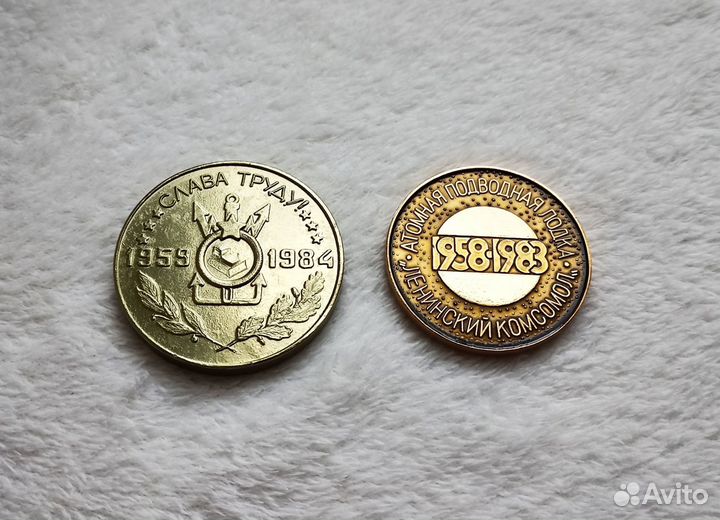 СЛАВА ТРУДУ!
1959 1984
АТОМНАЯ ПОДВОДНАЯ ЛОДКА
1958·1983
"ЛЕНИНСКИЙ КОМСОМОЛ"
Avito